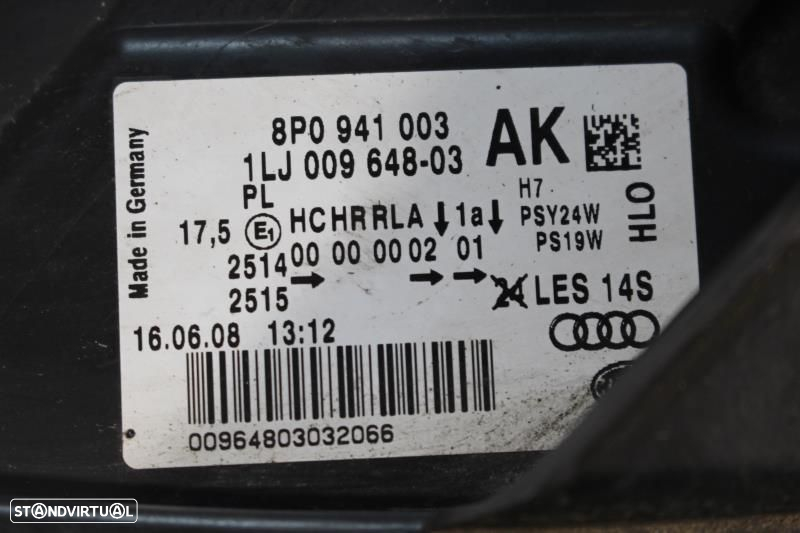 8P0 941 003 AK
1LJ 009 648-03
PL
Made in Germany
17,5 E1 HCHRRLA ↓ 1a ↓
H7
PSY24W
PS19W
HLO
2514 00 00 00 02 01
2515 → → →
24 LES 14S
16.06.08 13:12
00964803032066
STANDVIRTUAL